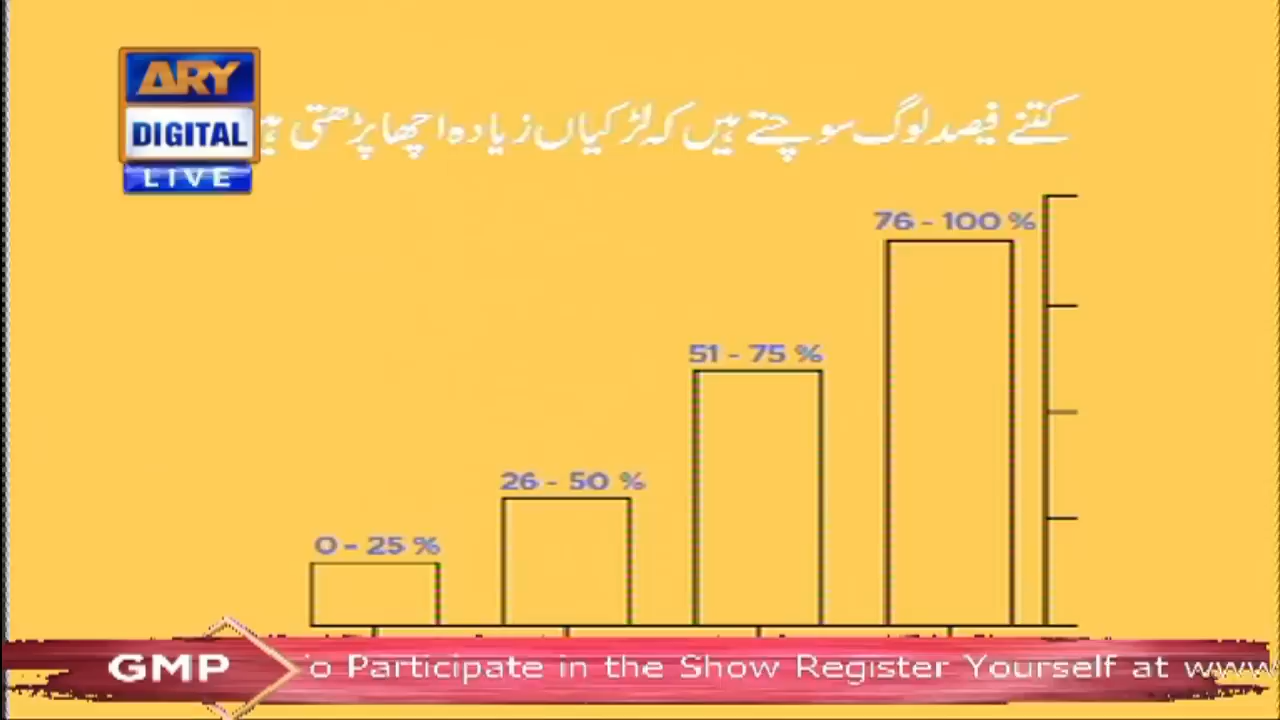 ARY
DIGITAL
LIVE
کتنے فیصد لوگ سوچتے ہیں کہ لڑکیاں زیادہ اچھا پڑھتی
76 - 100 %
51 - 75 %
26 - 50 %
0 - 25 %
GMP
o Participate in the Show Register Yourself at www